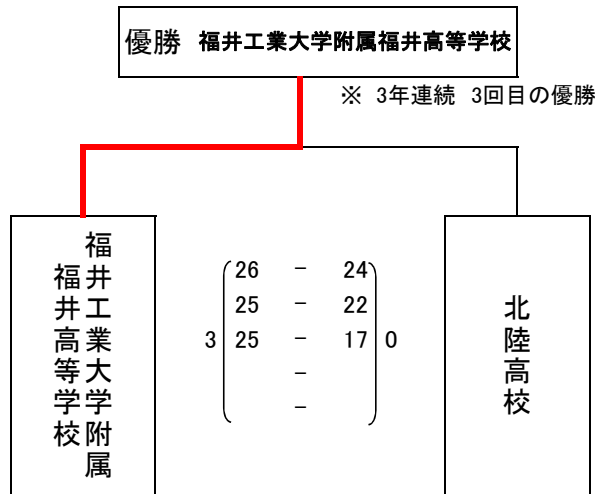 優勝 福井工業大学附属福井高等学校
※ 3年連続 3回目の優勝
福井工業大学附属
福井高等学校
26 - 24
25 - 22
3 25 - 17 0
-
-
北陸高校